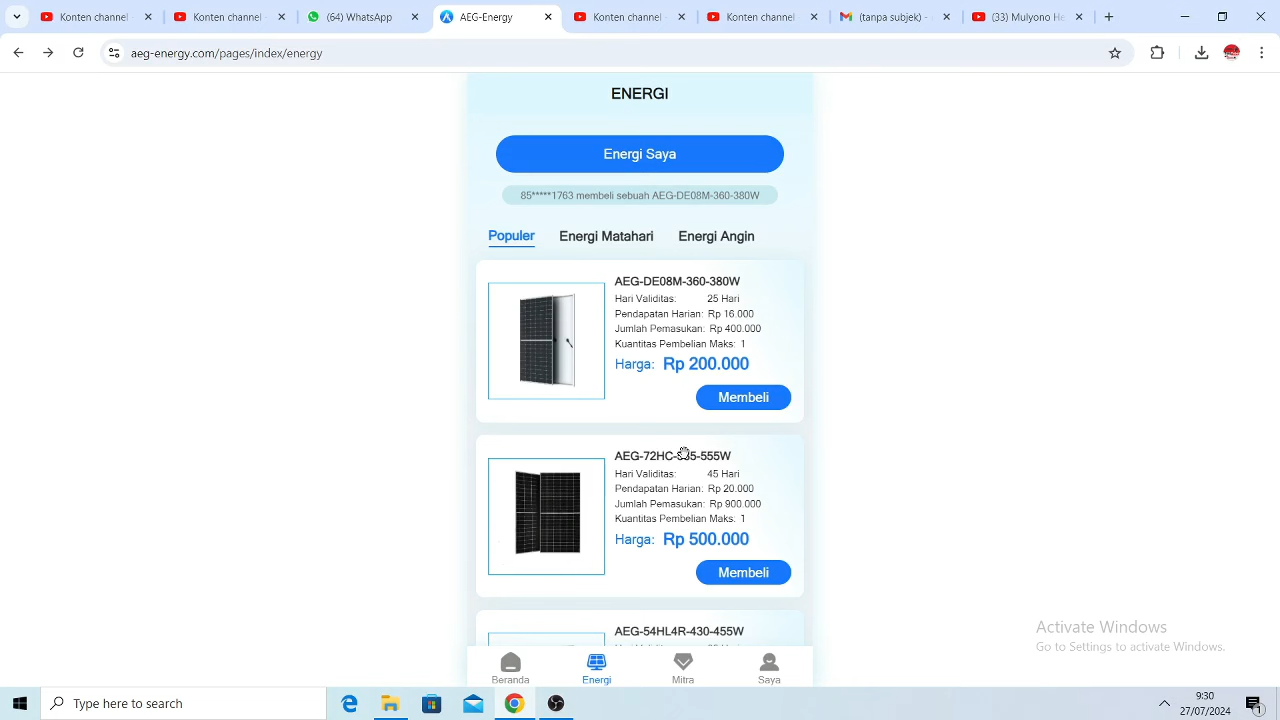 Konten channel
Konten channel
(64) WhatsApp
AEG-Energy
Konten channel
Konten channel
(tanpa subjek) -
(33) Mulyono He
aeg-energy.com/pages/index/energy
ENERGI
Energi Saya
85*****1763 membeli sebuah AEG-DE08M-360-380W
Populer Energi Matahari Energi Angin
AEG-DE08M-360-380W
Hari Validitas: 25 Hari
Pendapatan Harian: Rp 16.000
Jumlah Pemasukan: Rp 400.000
Kuantitas Pembelian Maks: 1
Harga: Rp 200.000
Membeli
AEG-72HC-535-555W
Hari Validitas: 45 Hari
Pendapatan Harian: Rp 20.000
Jumlah Pemasukan: Rp 900.000
Kuantitas Pembelian Maks: 1
Harga: Rp 500.000
Membeli
AEG-54HL4R-430-455W
Activate Windows
Go to Settings to activate Windows.
Beranda Energi Mitra Saya
Type here to search
9:30
27/07/2024
1